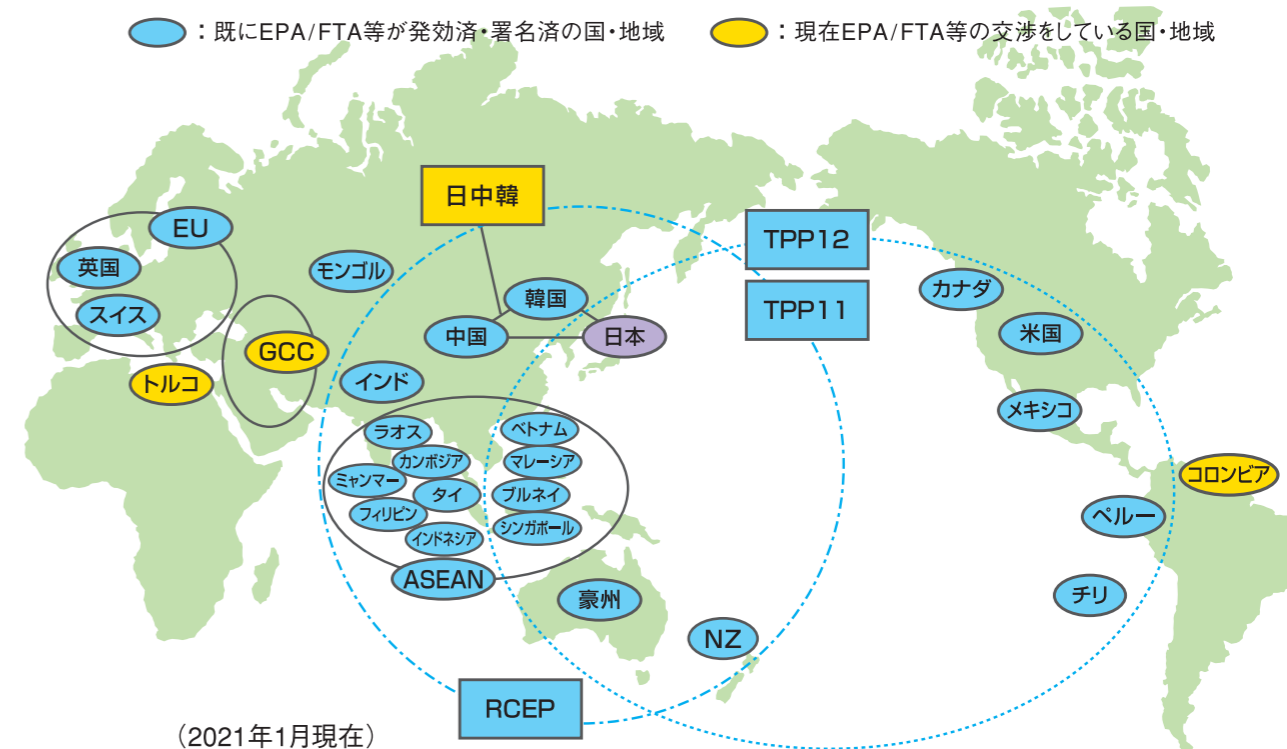 ：既にEPA/FTA等が発効済・署名済の国・地域
：現在EPA/FTA等の交渉をしている国・地域
日中韓
TPP12
TPP11
EU
英国
スイス
モンゴル
韓国
中国
日本
カナダ
米国
メキシコ
GCC
トルコ
インド
ラオス
カンボジア
ミャンマー
タイ
フィリピン
インドネシア
ベトナム
マレーシア
ブルネイ
シンガポール
ASEAN
コロンビア
ペルー
チリ
豪州
NZ
RCEP
（2021年1月現在）